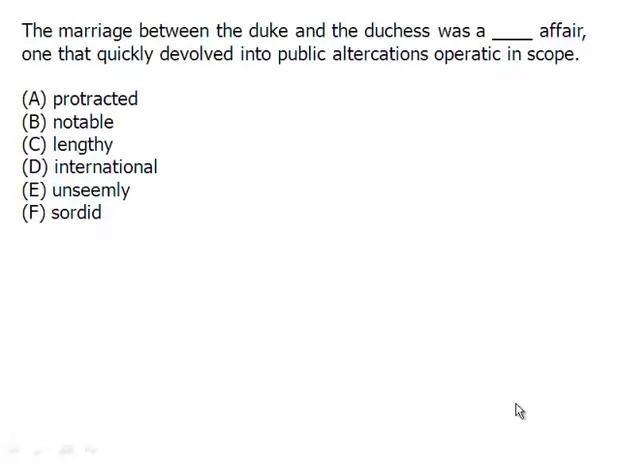 The marriage between the duke and the duchess was a ____ affair,
one that quickly devolved into public altercations operatic in scope.
(A) protracted
(B) notable
(C) lengthy
(D) international
(E) unseemly
(F) sordid